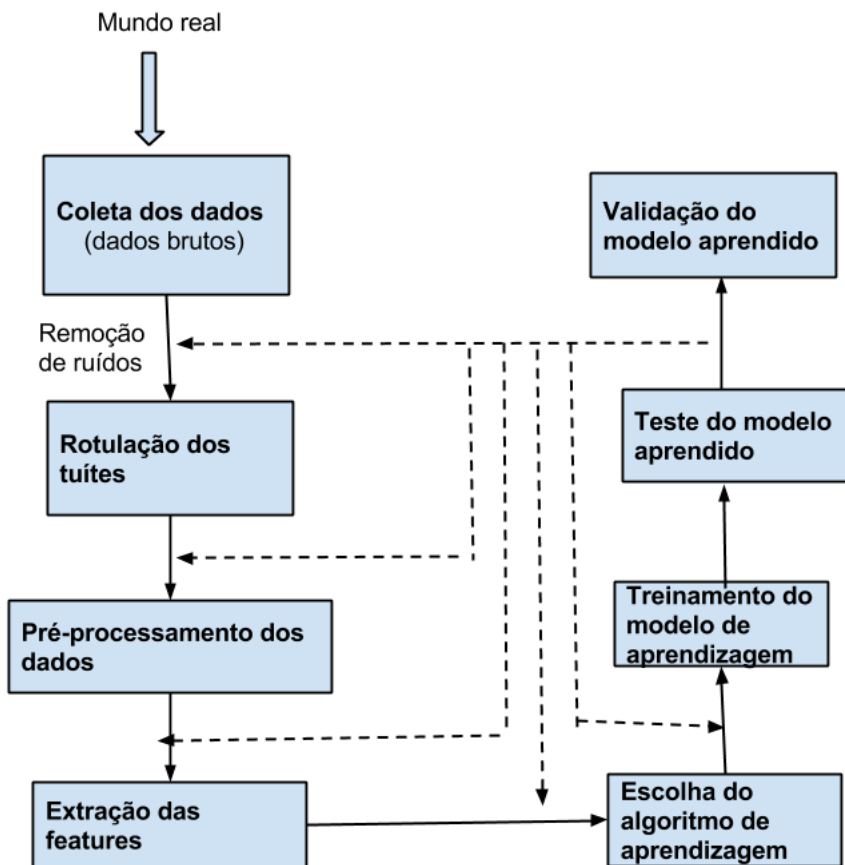 Mundo real
Coleta dos dados
(dados brutos)
Remoção
de ruídos
Rotulação dos
tuítes
Pré-processamento dos
dados
Extração das
features
Escolha do
algoritmo de
aprendizagem
Treinamento do
modelo de
aprendizagem
Teste do modelo
aprendido
Validação do
modelo aprendido